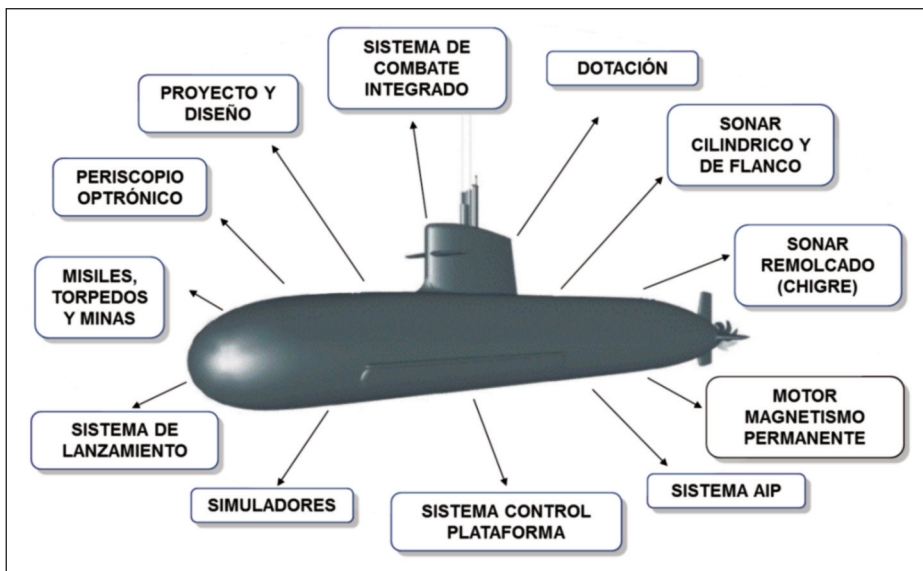 SISTEMA DE
COMBATE
INTEGRADO
DOTACIÓN
PROYECTO Y
DISEÑO
SONAR
CILINDRICO Y
DE FLANCO
PERISCOPIO
OPTRÓNICO
SONAR
REMOLCADO
(CHIGRE)
MISILES,
TORPEDOS
Y MINAS
MOTOR
MAGNETISMO
PERMANENTE
SISTEMA DE
LANZAMIENTO
SISTEMA AIP
SIMULADORES
SISTEMA CONTROL
PLATAFORMA